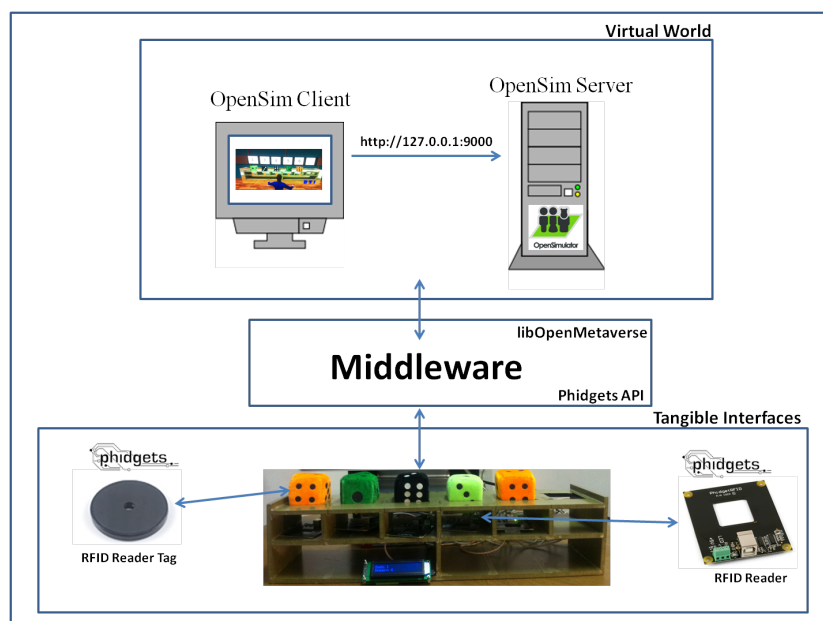 Virtual World
OpenSim Client
OpenSim Server
http://127.0.0.1:9000
OpenSimulator
libOpenMetaverse
Middleware
Phidgets API
Tangible Interfaces
phidgets.
phidgets.
PhidgetRFID
RFID Reader Tag
RFID Reader